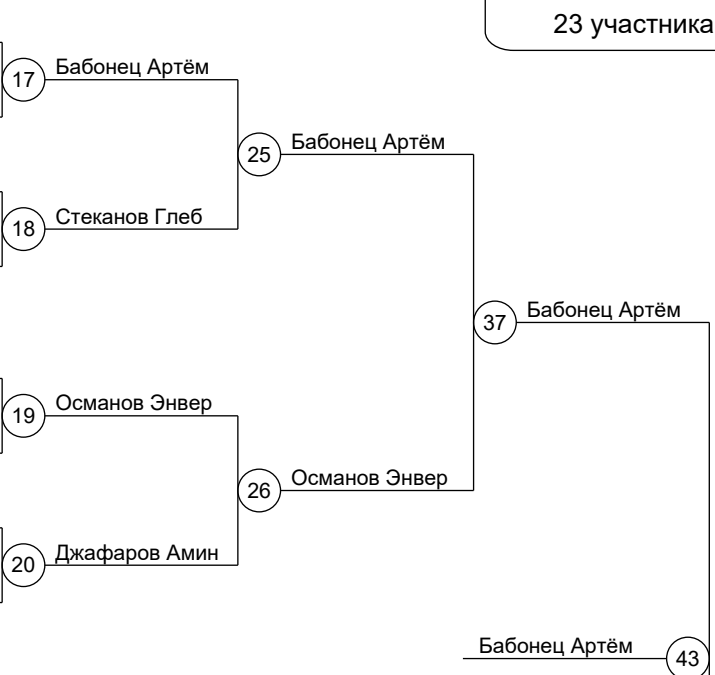 23 участника
17 Бабонец Артём
25 Бабонец Артём
18 Стеканов Глеб
37 Бабонец Артём
19 Османов Энвер
26 Османов Энвер
20 Джафаров Амин
Бабонец Артём 43